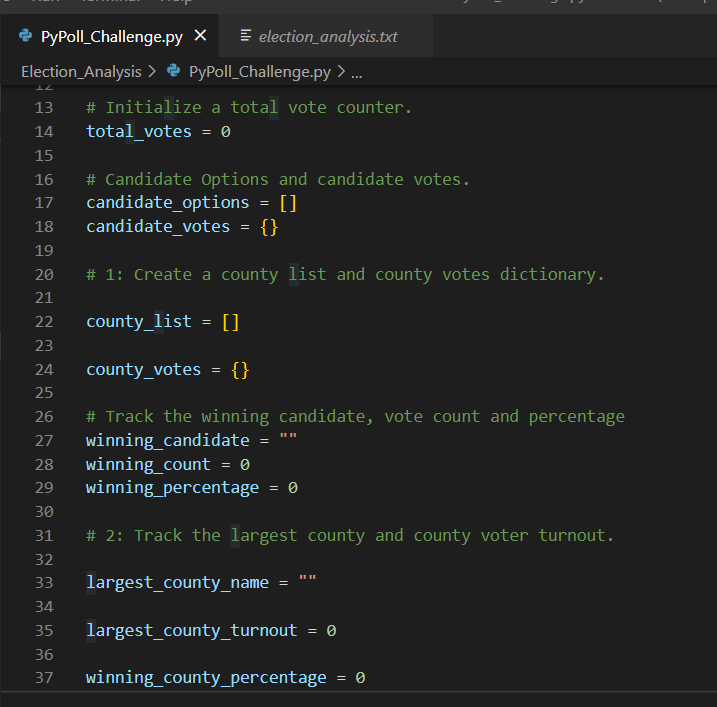 PyPoll_Challenge.py × election_analysis.txt
Election_Analysis > PyPoll_Challenge.py > ...
12
13 # Initialize a total vote counter.
14 total_votes = 0
15
16 # Candidate Options and candidate votes.
17 candidate_options = []
18 candidate_votes = {}
19
20 # 1: Create a county list and county votes dictionary.
21
22 county_list = []
23
24 county_votes = {}
25
26 # Track the winning candidate, vote count and percentage
27 winning_candidate = ""
28 winning_count = 0
29 winning_percentage = 0
30
31 # 2: Track the largest county and county voter turnout.
32
33 largest_county_name = ""
34
35 largest_county_turnout = 0
36
37 winning_county_percentage = 0